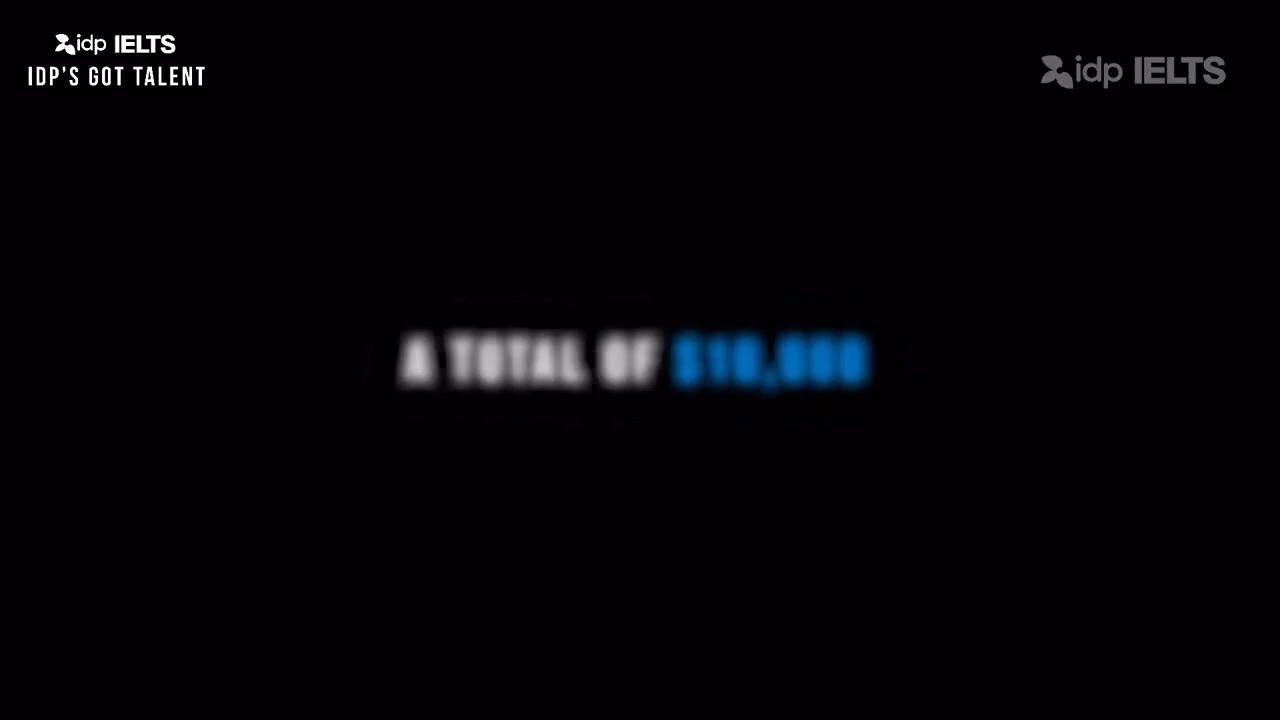 idp IELTS
IDP'S GOT TALENT
idp IELTS
A TOTAL OF $10,000